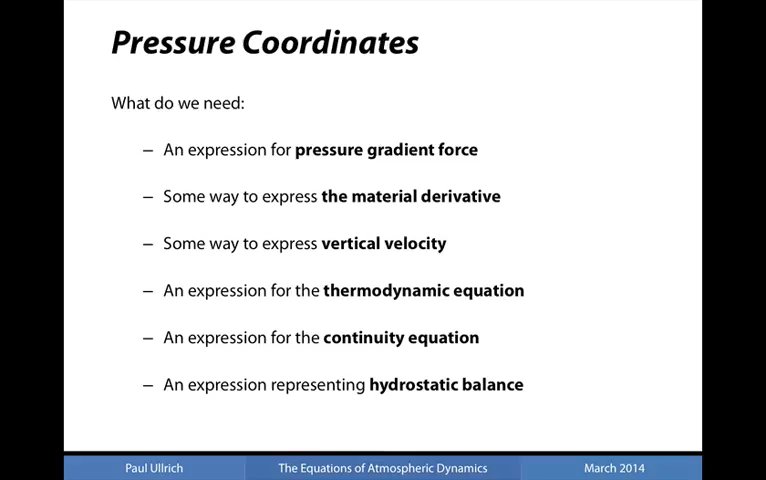 Pressure Coordinates
What do we need:
– An expression for pressure gradient force
– Some way to express the material derivative
– Some way to express vertical velocity
– An expression for the thermodynamic equation
– An expression for the continuity equation
– An expression representing hydrostatic balance
Paul Ullrich The Equations of Atmospheric Dynamics March 2014